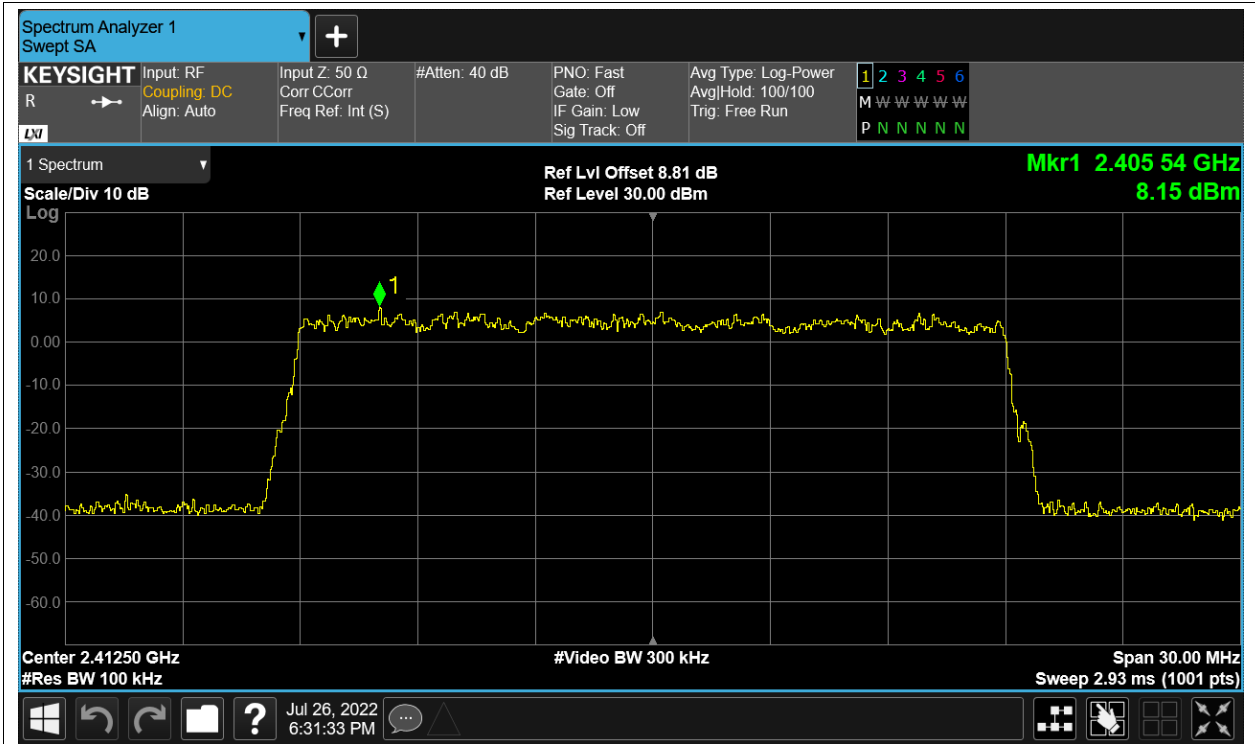 Spectrum Analyzer 1
Swept SA
KEYSIGHT
R
LXI
Input: RF
Coupling: DC
Align: Auto
Input Z: 50 Ω
Corr CCorr
Freq Ref: Int (S)
#Atten: 40 dB
PNO: Fast
Gate: Off
IF Gain: Low
Sig Track: Off
Avg Type: Log-Power
Avg|Hold: 100/100
Trig: Free Run
1 2 3 4 5 6
M W W W W W
P N N N N N
1 Spectrum
Scale/Div 10 dB
Log
Ref Lvl Offset 8.81 dB
Ref Level 30.00 dBm
Mkr1 2.405 54 GHz
8.15 dBm
20.0
10.0
0.00
-10.0
-20.0
-30.0
-40.0
-50.0
-60.0
1
Center 2.41250 GHz
#Res BW 100 kHz
#Video BW 300 kHz
Span 30.00 MHz
Sweep 2.93 ms (1001 pts)
?
Jul 26, 2022
6:31:33 PM